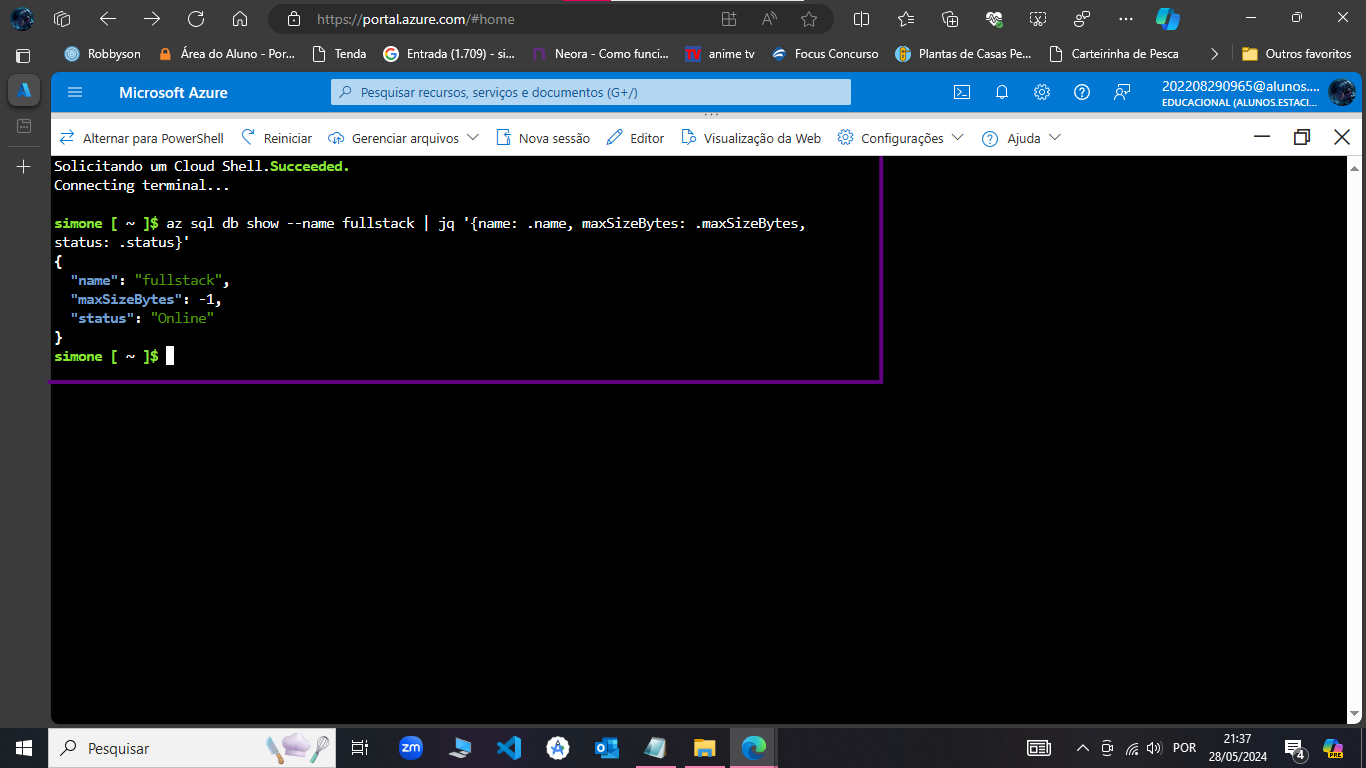 https://portal.azure.com/#home
Robbyson
Área do Aluno - Por...
Tenda
Entrada (1.709) - si...
Neora - Como funci...
TV
anime tv
Focus Concurso
Plantas de Casas Pe...
Carteirinha de Pesca
Outros favoritos
Microsoft Azure
Pesquisar recursos, serviços e documentos (G+/)
202208290965@alunos....
EDUCACIONAL (ALUNOS.ESTACI...
Alternar para PowerShell
Reiniciar
Gerenciar arquivos
Nova sessão
Editor
Visualização da Web
Configurações
Ajuda
Solicitando um Cloud Shell.Succeeded.
Connecting terminal...
simone [ ~ ]$ az sql db show --name fullstack | jq '{name: .name, maxSizeBytes: .maxSizeBytes,
status: .status}'
{
"name": "fullstack",
"maxSizeBytes": -1,
"status": "Online"
}
simone [ ~ ]$
Pesquisar
zm
POR
21:37
28/05/2024
4
PRE